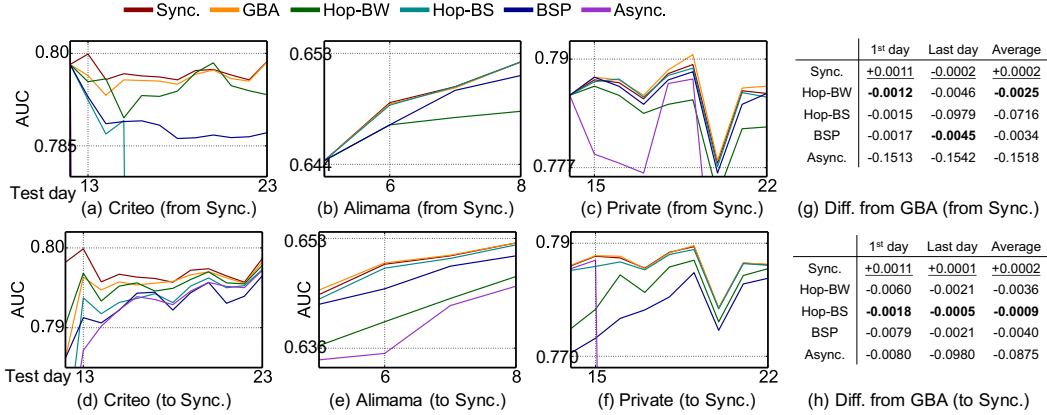 Sync. GBA Hop-BW Hop-BS BSP Async.
0.80
0.785
AUC
Test day 13 23
(a) Criteo (from Sync.)
0.653
0.644
6 8
(b) Alimama (from Sync.)
0.79
0.777
15 22
(c) Private (from Sync.)
1st day Last day Average
Sync. +0.0011 -0.0002 +0.0002
Hop-BW -0.0012 -0.0046 -0.0025
Hop-BS -0.0015 -0.0979 -0.0716
BSP -0.0017 -0.0045 -0.0034
Async. -0.1513 -0.1542 -0.1518
(g) Diff. from GBA (from Sync.)
0.80
0.79
AUC
Test day 13 23
(d) Criteo (to Sync.)
0.653
0.636
5 6 8
(e) Alimama (to Sync.)
0.79
0.770
15 22
(f) Private (to Sync.)
1st day Last day Average
Sync. +0.0011 +0.0001 +0.0002
Hop-BW -0.0060 -0.0021 -0.0036
Hop-BS -0.0018 -0.0005 -0.0009
BSP -0.0079 -0.0021 -0.0040
Async. -0.0080 -0.0980 -0.0875
(h) Diff. from GBA (to Sync.)